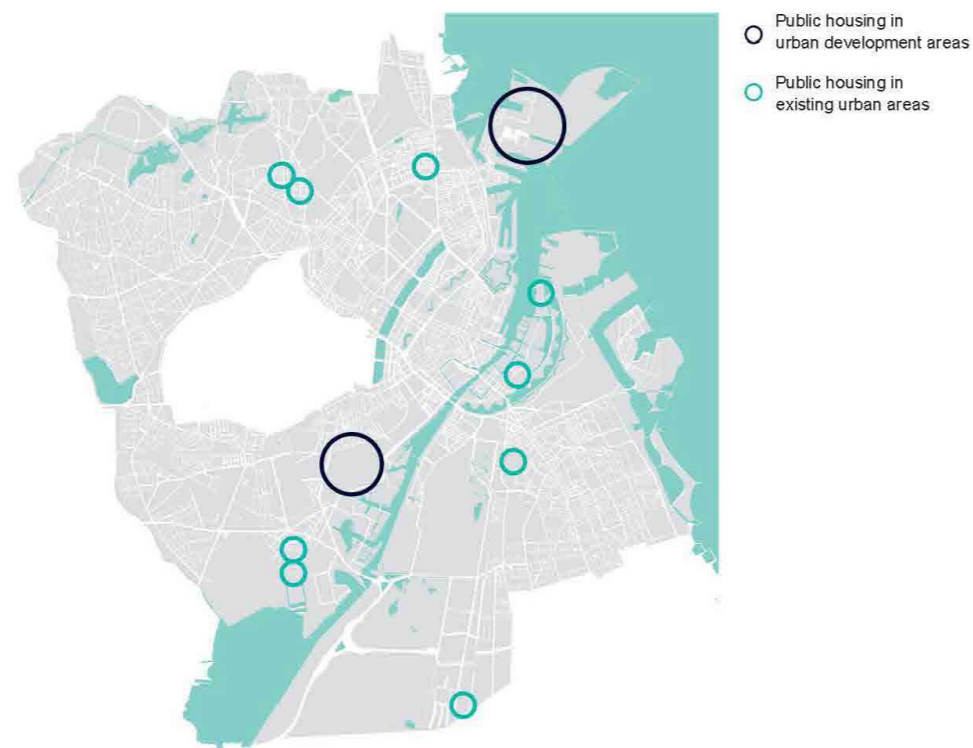 Public housing in
urban development areas
Public housing in
existing urban areas